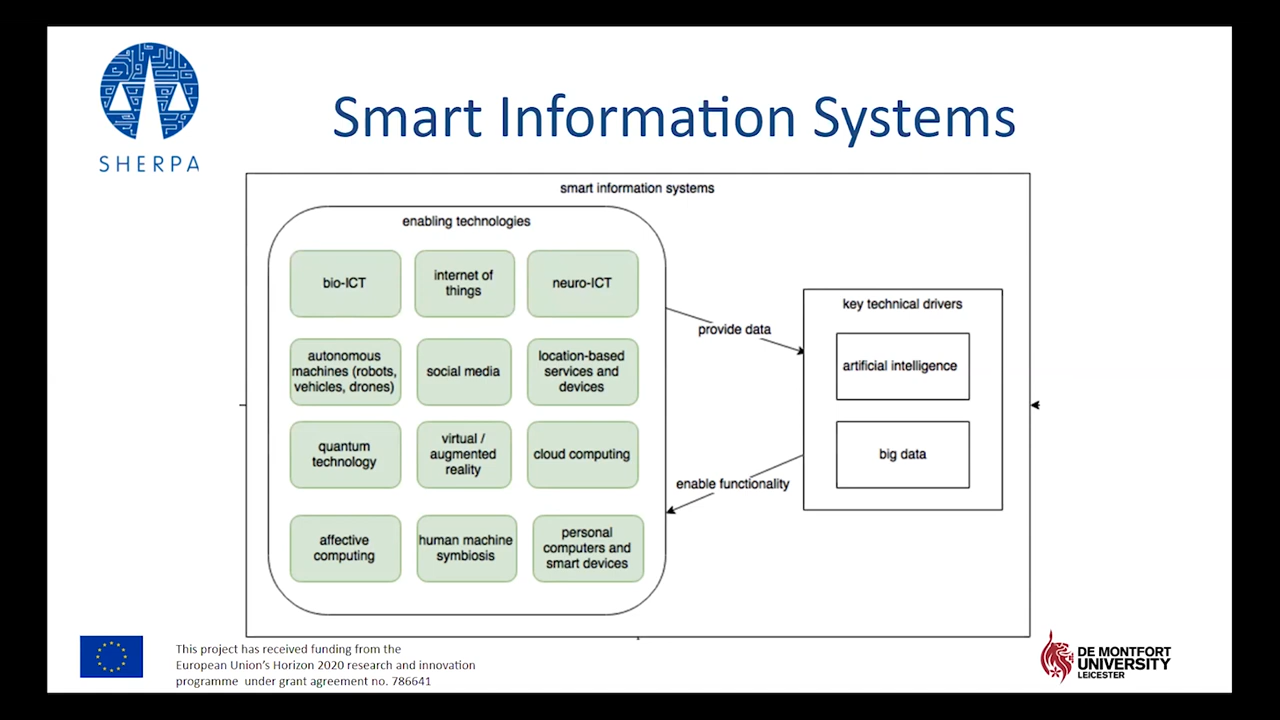 SHERPA
Smart Information Systems
smart information systems
enabling technologies
bio-ICT
internet of
things
neuro-ICT
autonomous
machines (robots,
vehicles, drones)
social media
location-based
services and
devices
quantum
technology
virtual /
augmented
reality
cloud computing
affective
computing
human machine
symbiosis
personal
computers and
smart devices
provide data
enable functionality
key technical drivers
artificial intelligence
big data
This project has received funding from the
European Union's Horizon 2020 research and innovation
programme under grant agreement no. 786641
DE MONTFORT
UNIVERSITY
LEICESTER